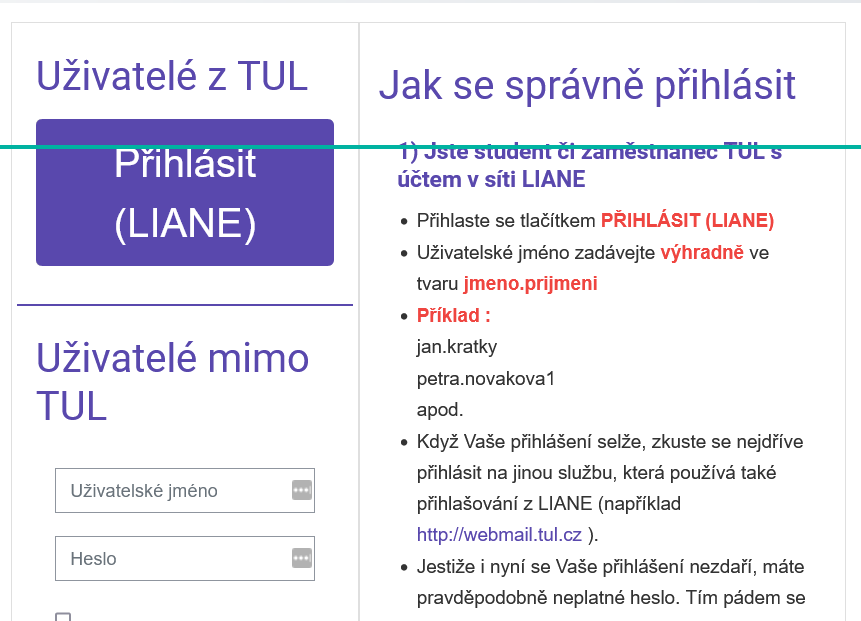 Uživatelé z TUL
Přihlásit
(LIANE)
Uživatelé mimo
TUL
Uživatelské jméno
Heslo
Jak se správně přihlásit
1) Jste student či zaměstnanec TUL s
účtem v síti LIANE
Přihlaste se tlačítkem PŘIHLÁSIT (LIANE)
Uživatelské jméno zadávejte výhradně ve
tvaru jmeno.prijmeni
Příklad :
jan.kratky
petra.novakova1
apod.
Když Vaše přihlášení selže, zkuste se nejdříve
přihlásit na jinou službu, která používá také
přihlašování z LIANE (například
http://webmail.tul.cz ).
Jestiže i nyní se Vaše přihlášení nezdaří, máte
pravděpodobně neplatné heslo. Tím pádem se